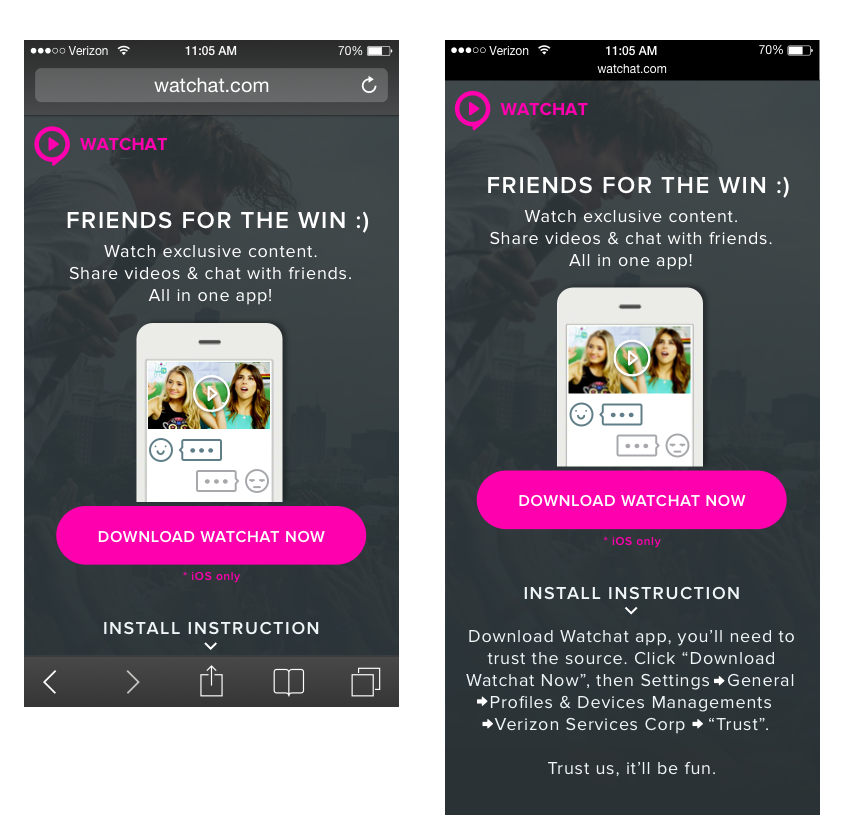 Verizon 11:05 AM 70%
watchat.com
WATCHAT
FRIENDS FOR THE WIN :)
Watch exclusive content.
Share videos & chat with friends.
All in one app!
DOWNLOAD WATCHAT NOW
* iOS only
INSTALL INSTRUCTION
Verizon 11:05 AM 70%
watchat.com
WATCHAT
FRIENDS FOR THE WIN :)
Watch exclusive content.
Share videos & chat with friends.
All in one app!
DOWNLOAD WATCHAT NOW
* iOS only
INSTALL INSTRUCTION
Download Watchat app, you’ll need to
trust the source. Click “Download
Watchat Now”, then Settings ➜ General
➜ Profiles & Devices Managements
➜ Verizon Services Corp ➜ “Trust”.
Trust us, it’ll be fun.